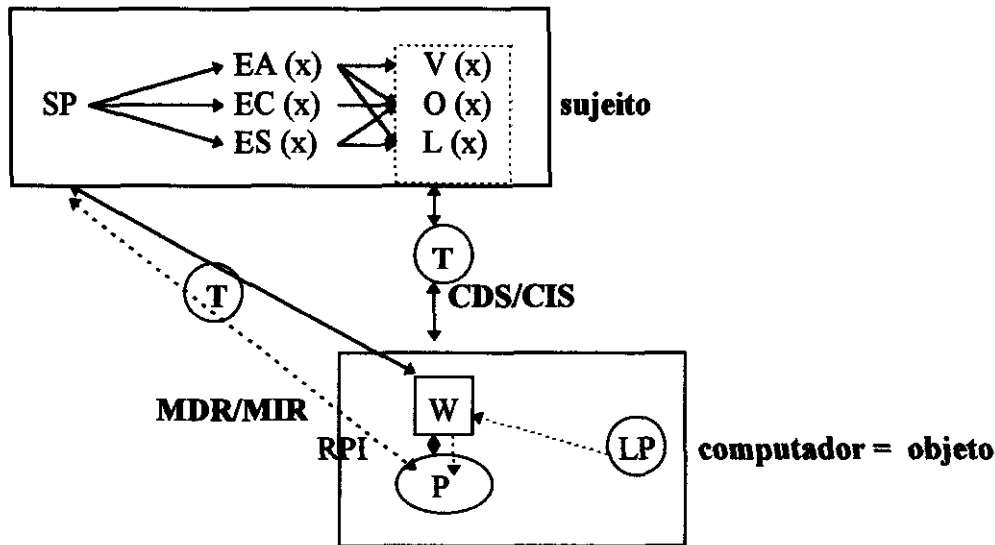 EA (x) V (x)
SP EC (x) O (x) sujeito
ES (x) L (x)
T
T
CDS/CIS
MDR/MIR
W
RPI LP computador = objeto
P